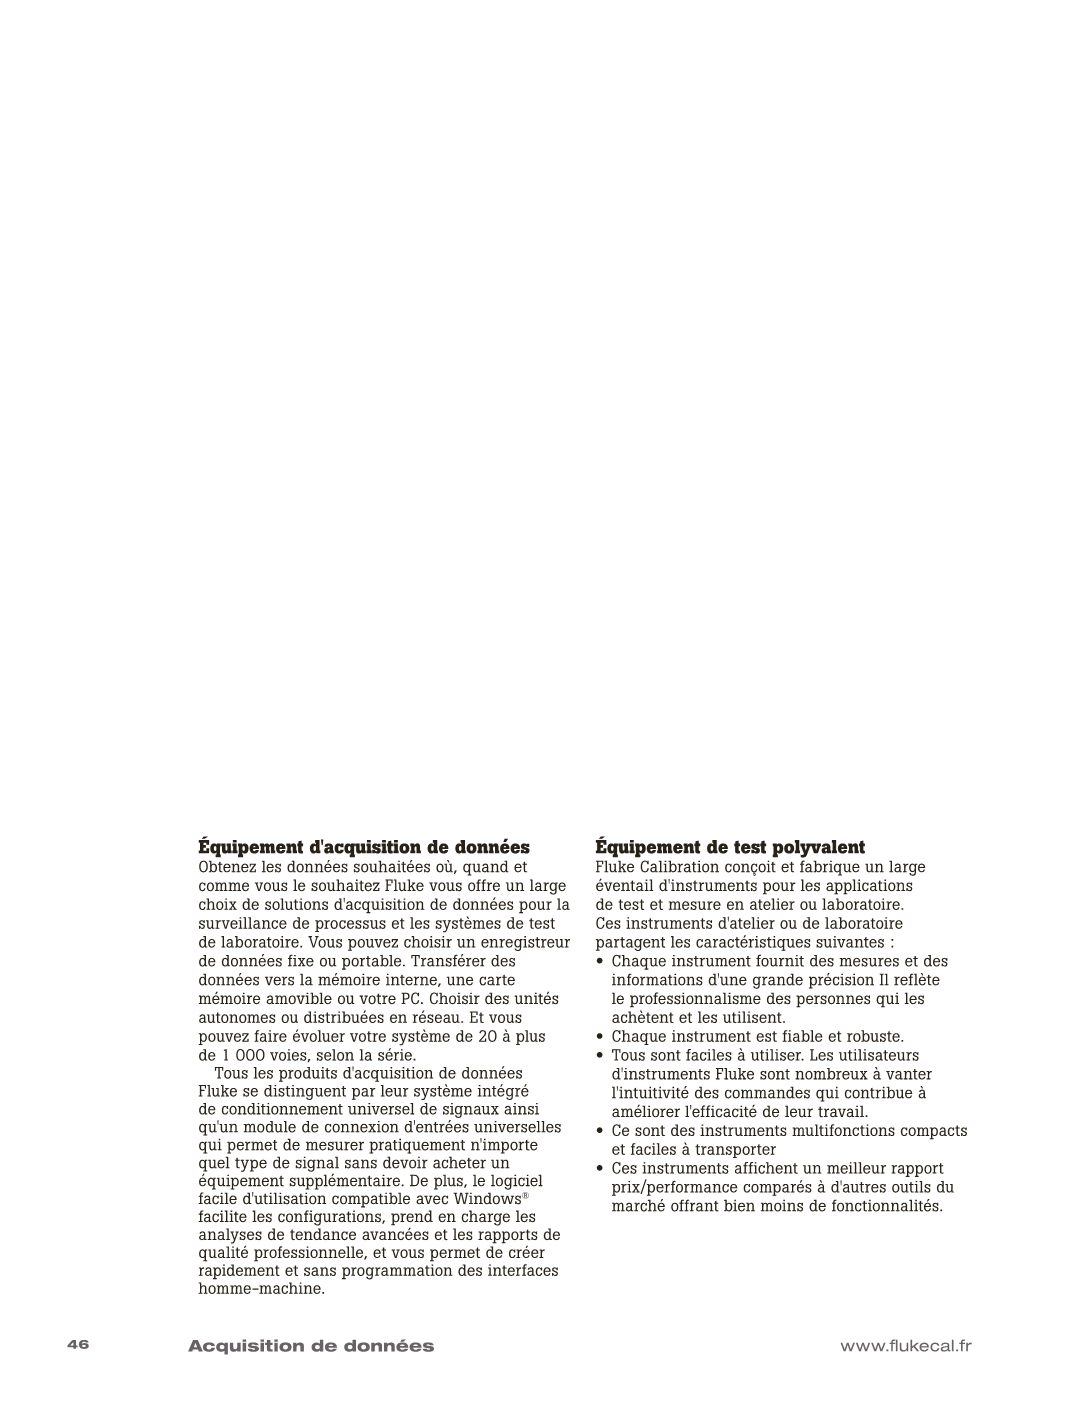 Équipement d'acquisition de données
Obtenez les données souhaitées où, quand et
comme vous le souhaitez Fluke vous offre un large
choix de solutions d'acquisition de données pour la
surveillance de processus et les systèmes de test
de laboratoire. Vous pouvez choisir un enregistreur
de données fixe ou portable. Transférer des
données vers la mémoire interne, une carte
mémoire amovible ou votre PC. Choisir des unités
autonomes ou distribuées en réseau. Et vous
pouvez faire évoluer votre système de 20 à plus
de 1 000 voies, selon la série.
Tous les produits d'acquisition de données
Fluke se distinguent par leur système intégré
de conditionnement universel de signaux ainsi
qu'un module de connexion d'entrées universelles
qui permet de mesurer pratiquement n'importe
quel type de signal sans devoir acheter un
équipement supplémentaire. De plus, le logiciel
facile d'utilisation compatible avec Windows®
facilite les configurations, prend en charge les
analyses de tendance avancées et les rapports de
qualité professionnelle, et vous permet de créer
rapidement et sans programmation des interfaces
homme-machine.
Équipement de test polyvalent
Fluke Calibration conçoit et fabrique un large
éventail d'instruments pour les applications
de test et mesure en atelier ou laboratoire.
Ces instruments d'atelier ou de laboratoire
partagent les caractéristiques suivantes :
• Chaque instrument fournit des mesures et des
informations d'une grande précision Il reflète
le professionnalisme des personnes qui les
achètent et les utilisent.
• Chaque instrument est fiable et robuste.
• Tous sont faciles à utiliser. Les utilisateurs
d'instruments Fluke sont nombreux à vanter
l'intuitivité des commandes qui contribue à
améliorer l'efficacité de leur travail.
• Ce sont des instruments multifonctions compacts
et faciles à transporter
• Ces instruments affichent un meilleur rapport
prix/performance comparés à d'autres outils du
marché offrant bien moins de fonctionnalités.
46 Acquisition de données www.flukecal.fr